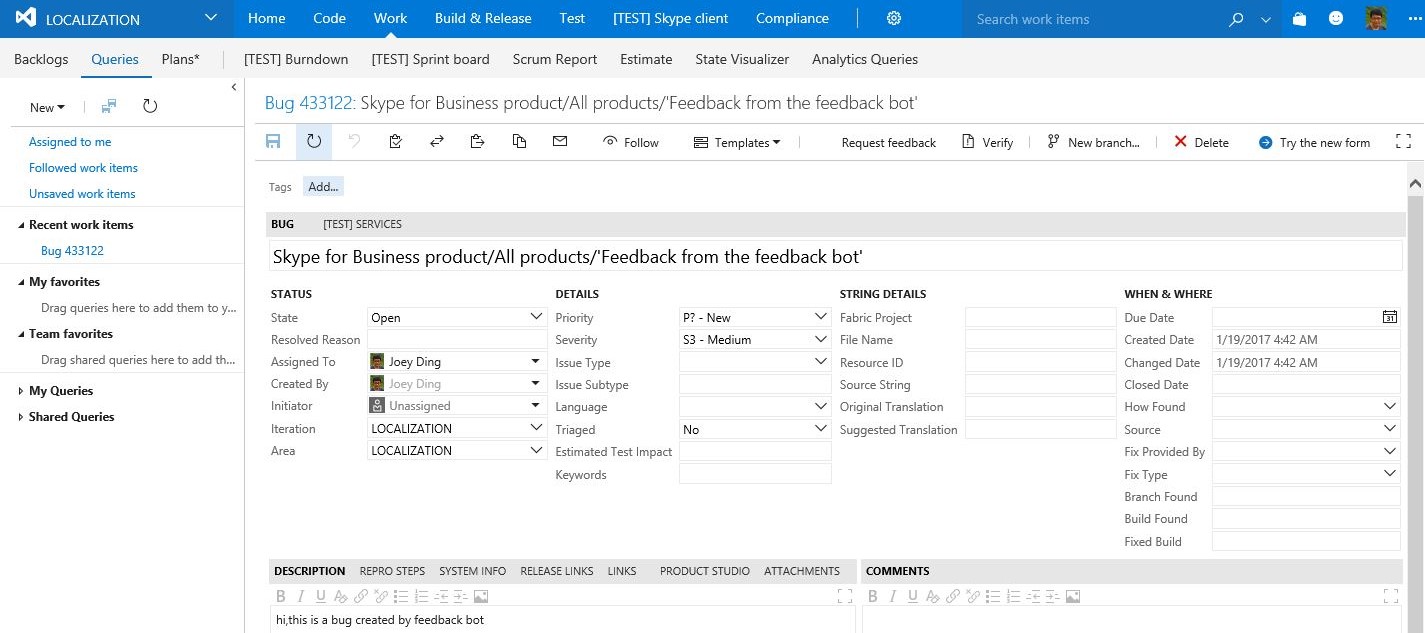 LOCALIZATION Home Code Work Build & Release Test [TEST] Skype client Compliance Search work items
Backlogs Queries Plans* [TEST] Burndown [TEST] Sprint board Scrum Report Estimate State Visualizer Analytics Queries
New
Assigned to me
Followed work items
Unsaved work items
Recent work items
Bug 433122
My favorites
Drag queries here to add them to y...
Team favorites
Drag shared queries here to add th...
My Queries
Shared Queries
Bug 433122: Skype for Business product/All products/'Feedback from the feedback bot'
Follow Templates Request feedback Verify New branch... Delete Try the new form
Tags Add...
BUG [TEST] SERVICES
Skype for Business product/All products/'Feedback from the feedback bot'
STATUS
State Open
Resolved Reason
Assigned To Joey Ding
Created By Joey Ding
Initiator Unassigned
Iteration LOCALIZATION
Area LOCALIZATION
DETAILS
Priority P? - New
Severity S3 - Medium
Issue Type
Issue Subtype
Language
Triaged No
Estimated Test Impact
Keywords
STRING DETAILS
Fabric Project
File Name
Resource ID
Source String
Original Translation
Suggested Translation
WHEN & WHERE
Due Date 31
Created Date 1/19/2017 4:42 AM
Changed Date 1/19/2017 4:42 AM
Closed Date
How Found
Source
Fix Provided By
Fix Type
Branch Found
Build Found
Fixed Build
DESCRIPTION REPRO STEPS SYSTEM INFO RELEASE LINKS LINKS PRODUCT STUDIO ATTACHMENTS
B I U
hi,this is a bug created by feedback bot
COMMENTS
B I U